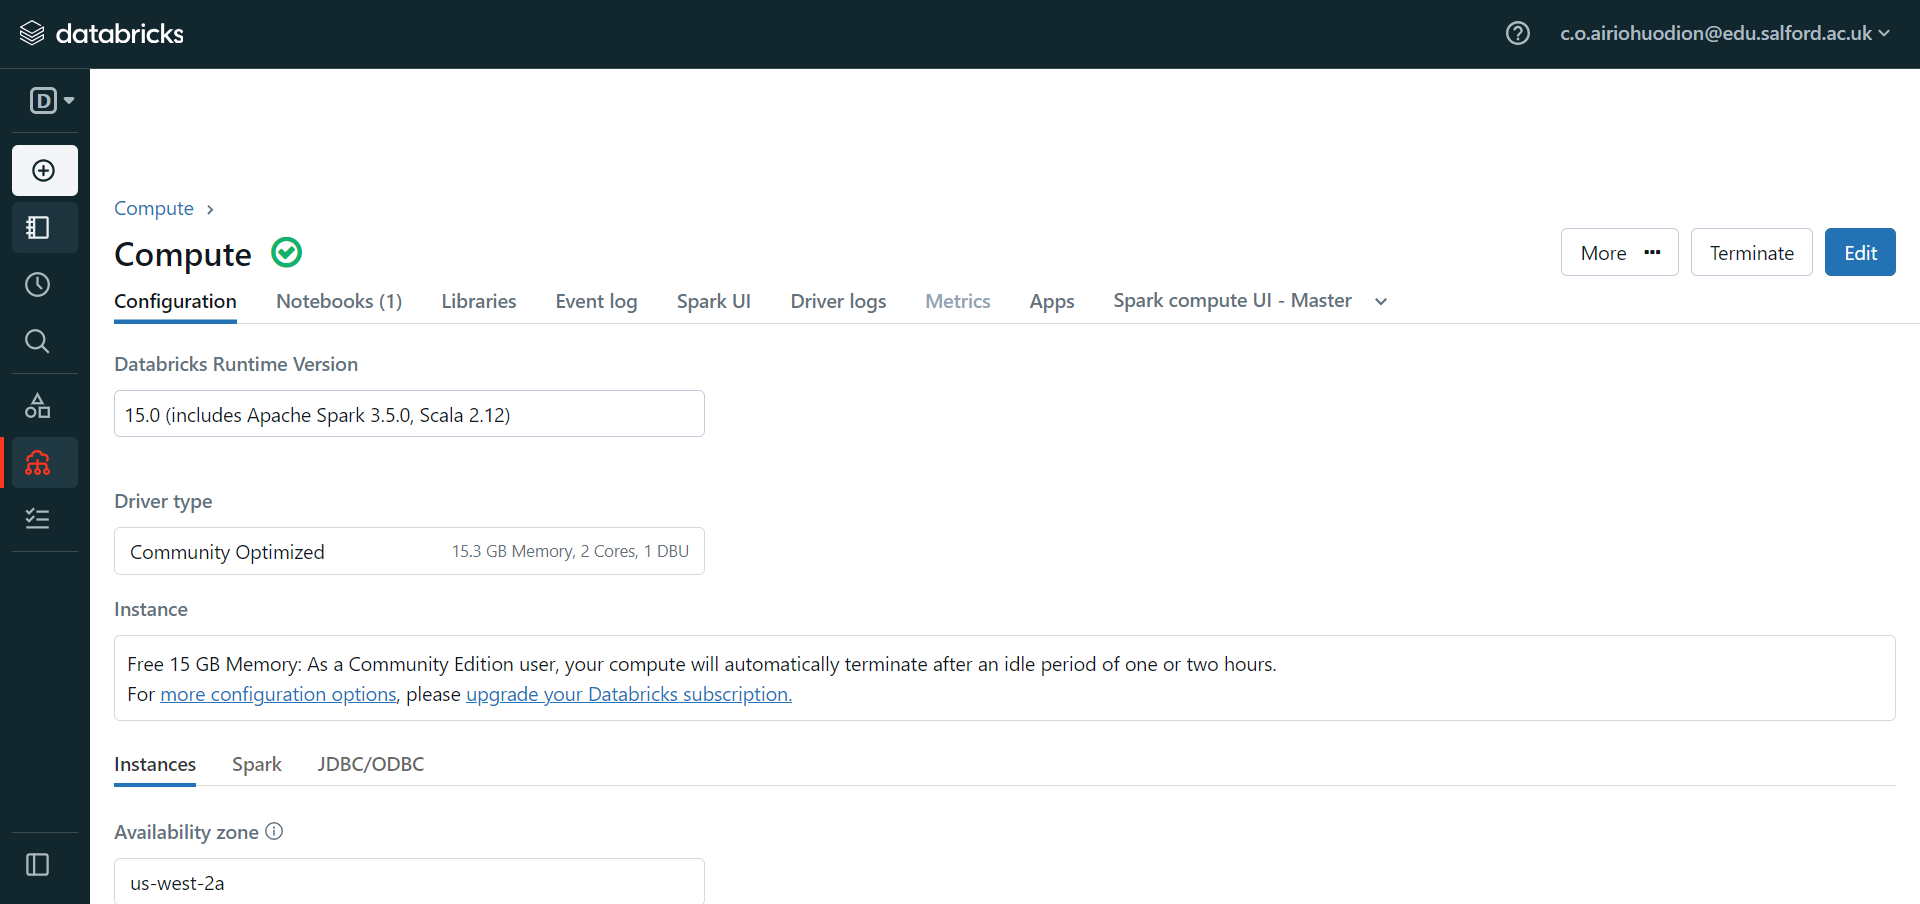 databricks
c.o.airiohuodion@edu.salford.ac.uk
D
Compute
Compute
More
Terminate
Edit
Configuration Notebooks (1) Libraries Event log Spark UI Driver logs Metrics Apps Spark compute UI - Master
Databricks Runtime Version
15.0 (includes Apache Spark 3.5.0, Scala 2.12)
Driver type
Community Optimized 15.3 GB Memory, 2 Cores, 1 DBU
Instance
Free 15 GB Memory: As a Community Edition user, your compute will automatically terminate after an idle period of one or two hours.
For more configuration options, please upgrade your Databricks subscription.
Instances Spark JDBC/ODBC
Availability zone
us-west-2a